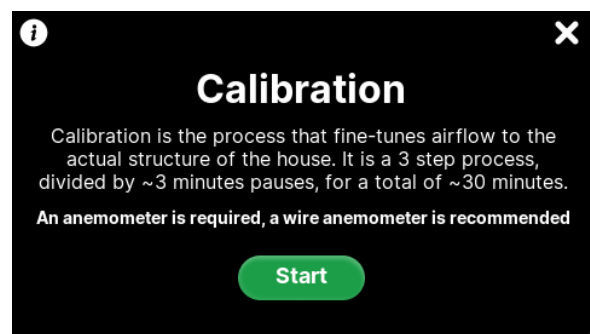 i
Calibration
Calibration is the process that fine-tunes airflow to the
actual structure of the house. It is a 3 step process,
divided by ~3 minutes pauses, for a total of ~30 minutes.
An anemometer is required, a wire anemometer is recommended
Start